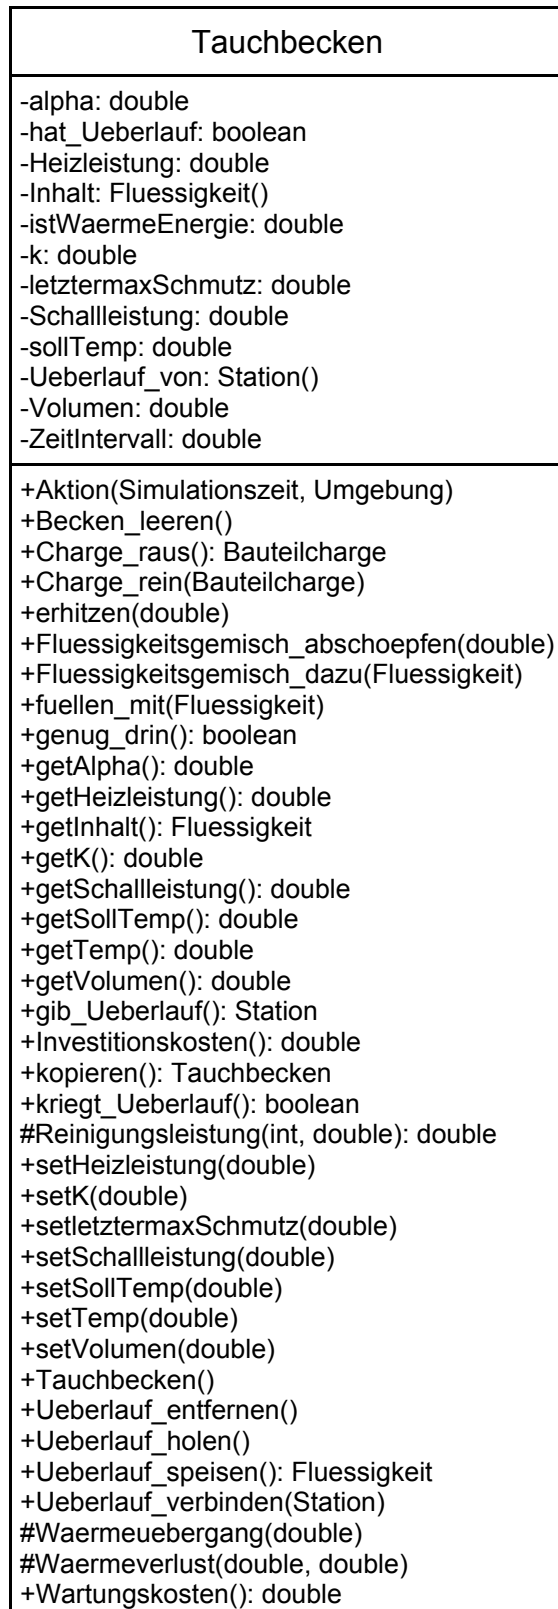 Tauchbecken
-alpha: double
-hat_Ueberlauf: boolean
-Heizleistung: double
-Inhalt: Fluessigkeit()
-istWaermeEnergie: double
-k: double
-letztermaxSchmutz: double
-Schallleistung: double
-sollTemp: double
-Ueberlauf_von: Station()
-Volumen: double
-ZeitIntervall: double
+Aktion(Simulationszeit, Umgebung)
+Becken_leeren()
+Charge_raus(): Bauteilcharge
+Charge_rein(Bauteilcharge)
+erhitzen(double)
+Fluessigkeitsgemisch_abschoepfen(double)
+Fluessigkeitsgemisch_dazu(Fluessigkeit)
+fuellen_mit(Fluessigkeit)
+genug_drin(): boolean
+getAlpha(): double
+getHeizleistung(): double
+getInhalt(): Fluessigkeit
+getK(): double
+getSchallleistung(): double
+getSollTemp(): double
+getTemp(): double
+getVolumen(): double
+gib_Ueberlauf(): Station
+Investitionskosten(): double
+kopieren(): Tauchbecken
+kriegt_Ueberlauf(): boolean
#Reinigungsleistung(int, double): double
+setHeizleistung(double)
+setK(double)
+setletztermaxSchmutz(double)
+setSchallleistung(double)
+setSollTemp(double)
+setTemp(double)
+setVolumen(double)
+Tauchbecken()
+Ueberlauf_entfernen()
+Ueberlauf_holen()
+Ueberlauf_speisen(): Fluessigkeit
+Ueberlauf_verbinden(Station)
#Waermeuebergang(double)
#Waermeverlust(double, double)
+Wartungskosten(): double